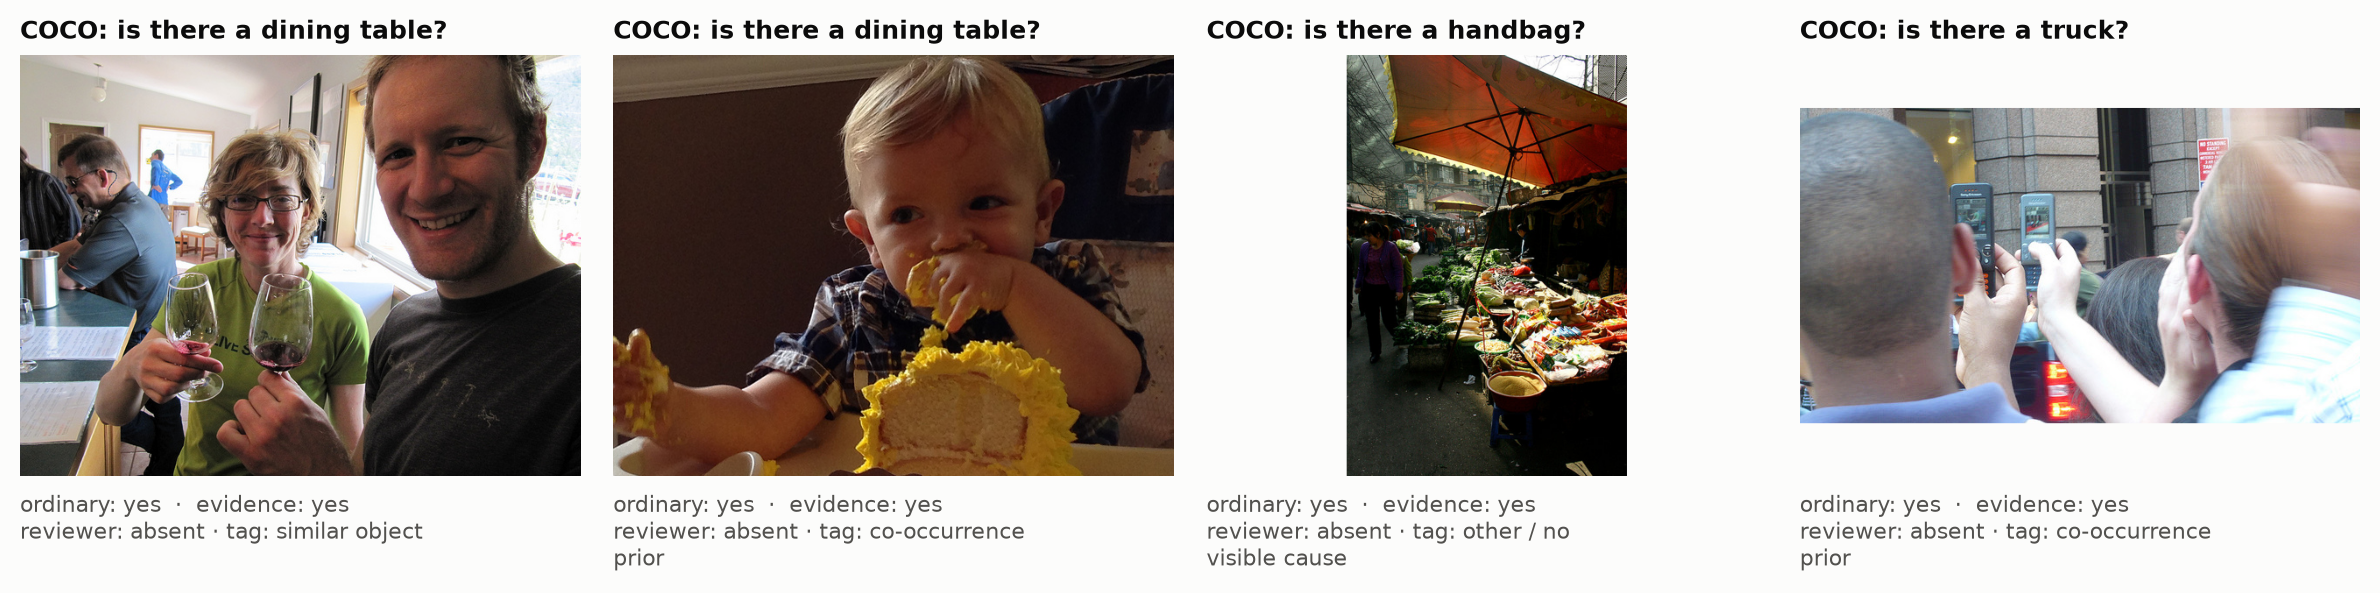 COCO: is there a dining table?
ordinary: yes · evidence: yes
reviewer: absent · tag: similar object
COCO: is there a dining table?
ordinary: yes · evidence: yes
reviewer: absent · tag: co-occurrence
prior
COCO: is there a handbag?
ordinary: yes · evidence: yes
reviewer: absent · tag: other / no
visible cause
COCO: is there a truck?
NO STANDING
ordinary: yes · evidence: yes
reviewer: absent · tag: co-occurrence
prior